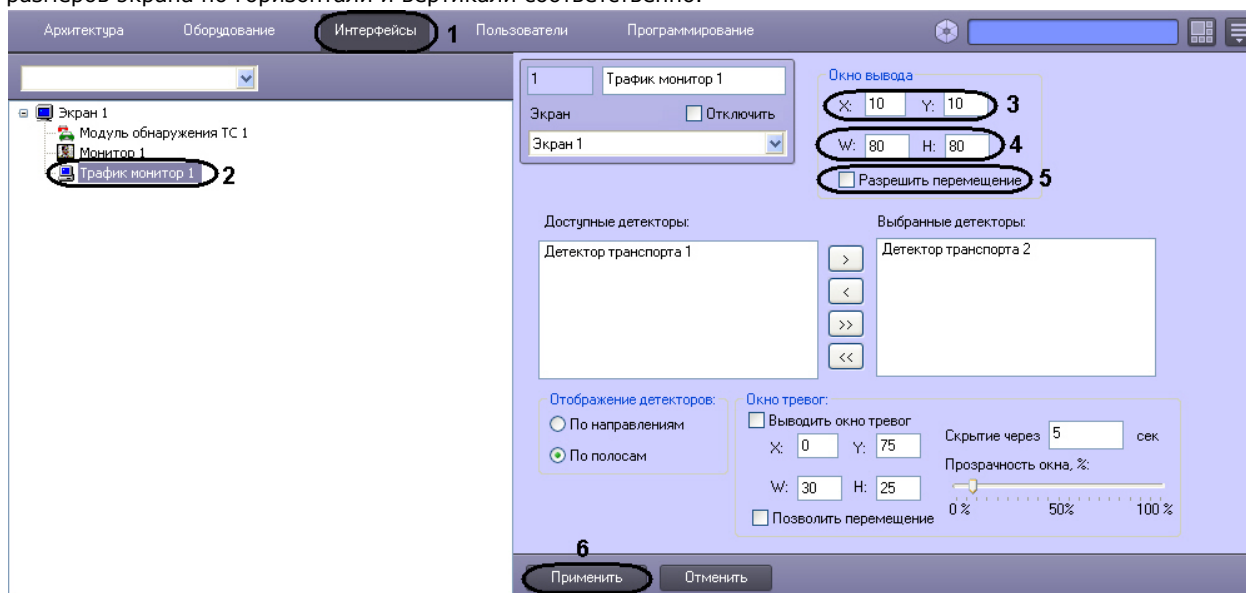 размеров экрана по горизонтали и вертикали соответственно.
Архитектура Оборудование Интерфейсы 1 Пользователи Программирование
1 Трафик монитор 1
Экран Отключить
Экран 1
Окно вывода
X: 10 Y: 10 3
W: 80 H: 80 4
Разрешить перемещение 5
Экран 1
Модуль обнаружения ТС 1
Монитор 1
Трафик монитор 1 2
Доступные детекторы: Выбранные детекторы:
Детектор транспорта 1 > Детектор транспорта 2
<
>>
<<
Отображение детекторов:
По направлениям
По полосам
Окно тревог:
Выводить окно тревог
X: 0 Y: 75
W: 30 H: 25
Позволить перемещение
Скрытие через 5 сек
Прозрачность окна, %:
0 % 50% 100 %
6
Применить Отменить